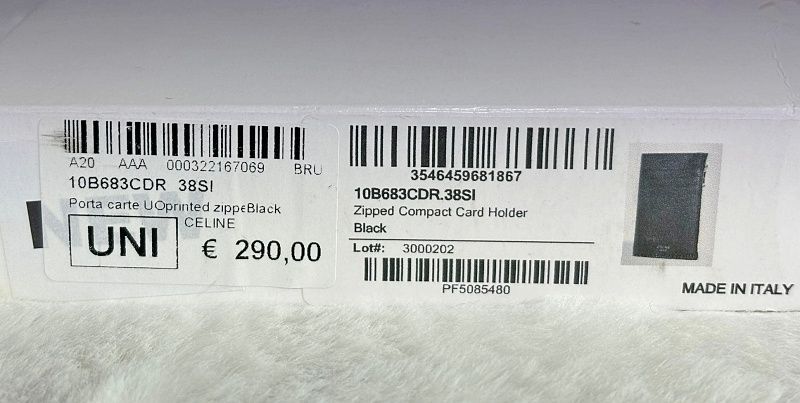 A20 AAA 000322167069 BRU
10B683CDR 38SI
Porta carte UOprinted zippeBlack
CELINE
UNI
€ 290,00
3546459681867
10B683CDR.38SI
Zipped Compact Card Holder
Black
Lot#: 3000202
PF5085480
MADE IN ITALY